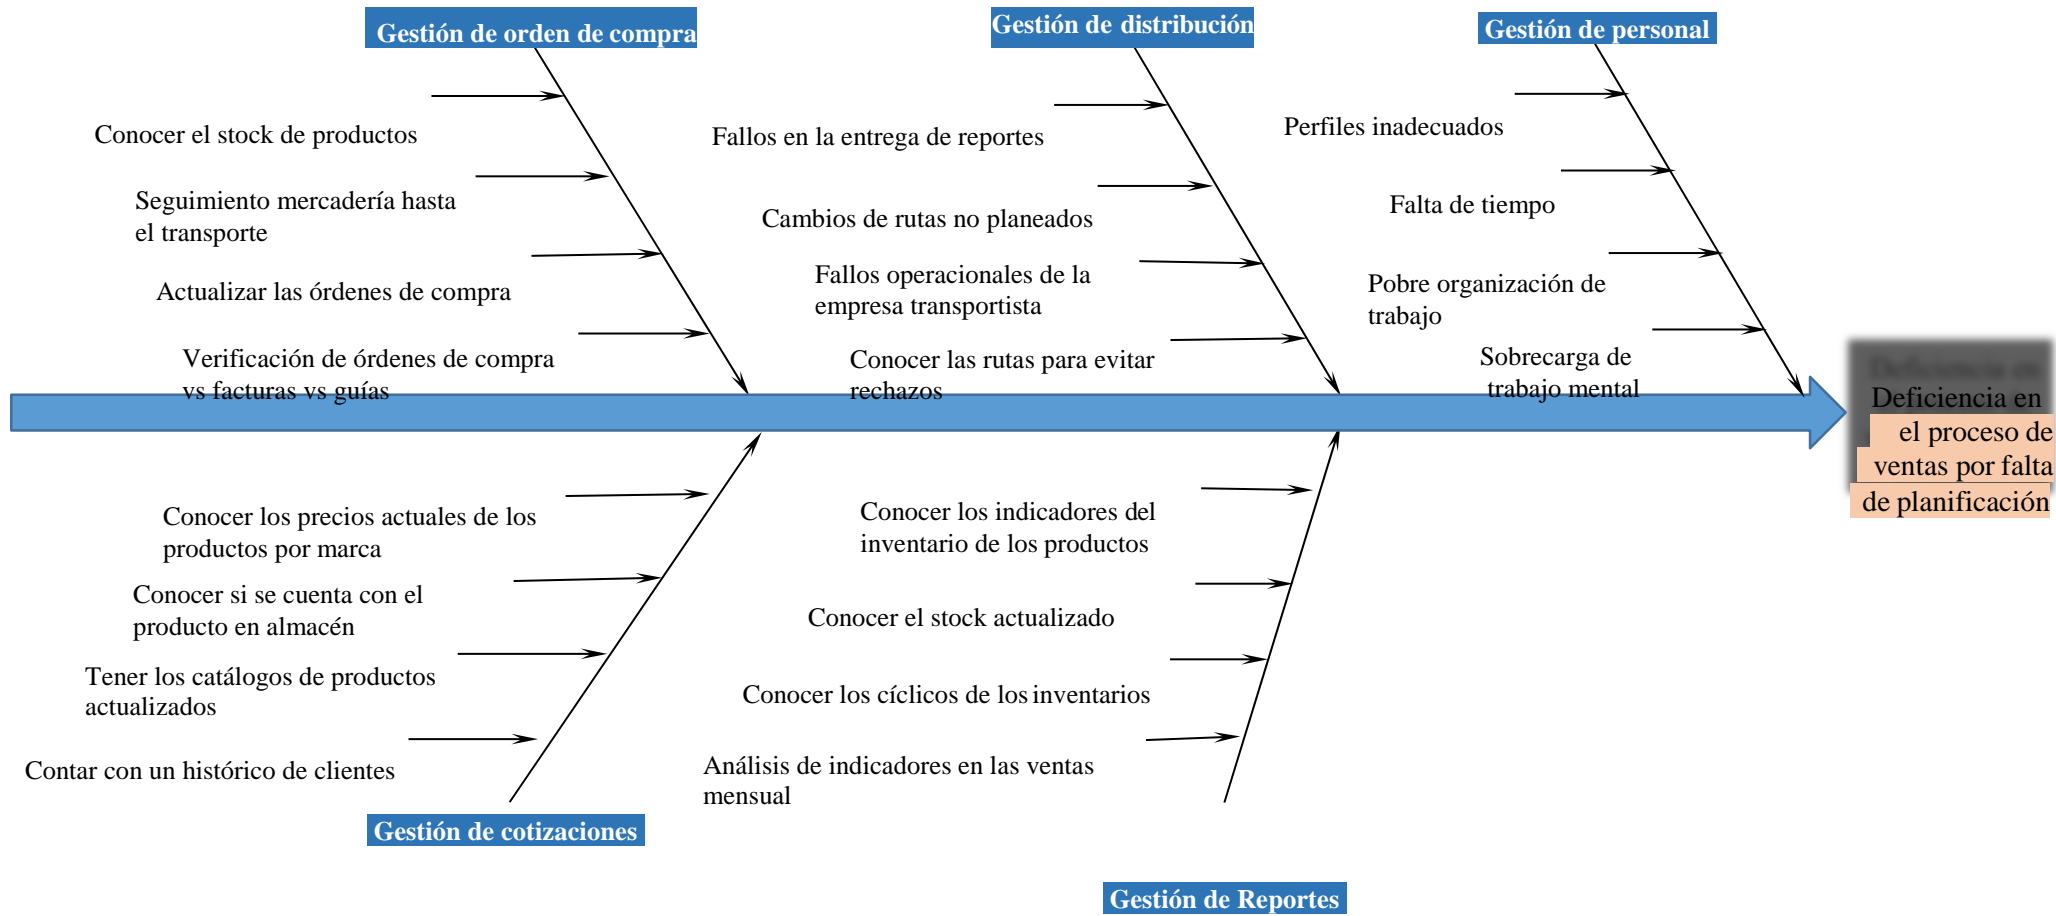 Gestión de orden de compra
Gestión de distribución
Gestión de personal
Conocer el stock de productos
Seguimiento mercadería hasta
el transporte
Actualizar las órdenes de compra
Verificación de órdenes de compra
vs facturas vs guías
Fallos en la entrega de reportes
Cambios de rutas no planeados
Fallos operacionales de la
empresa transportista
Conocer las rutas para evitar
rechazos
Perfiles inadecuados
Falta de tiempo
Pobre organización de
trabajo
Sobrecarga de
trabajo mental
Deficiencia en
el proceso de
ventas por falta
de planificación
Conocer los precios actuales de los
productos por marca
Conocer si se cuenta con el
producto en almacén
Tener los catálogos de productos
actualizados
Contar con un histórico de clientes
Conocer los indicadores del
inventario de los productos
Conocer el stock actualizado
Conocer los cíclicos de los inventarios
Análisis de indicadores en las ventas
mensual
Gestión de cotizaciones
Gestión de Reportes